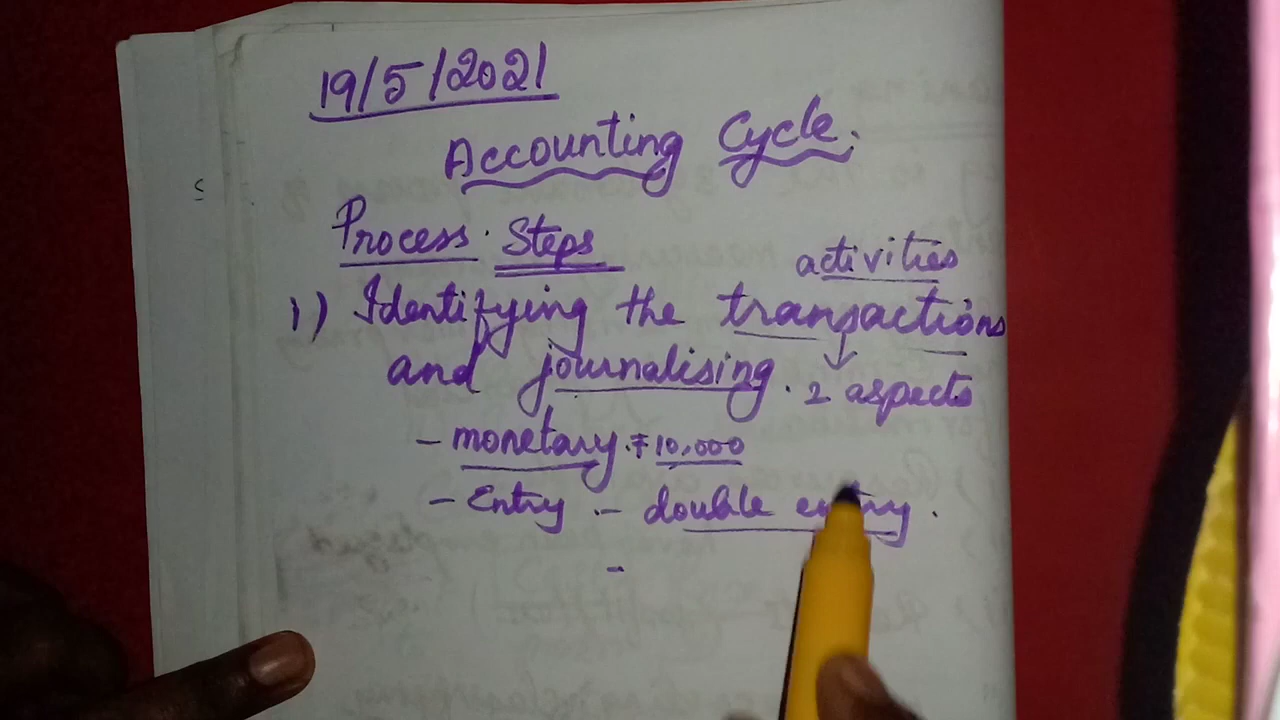 19/5/2021
Accounting Cycle.
Process Steps
activities
1) Identifying the transactions
and journalising. 2 aspects
- monetary. ₹10,000
- Entry - double entry.
-